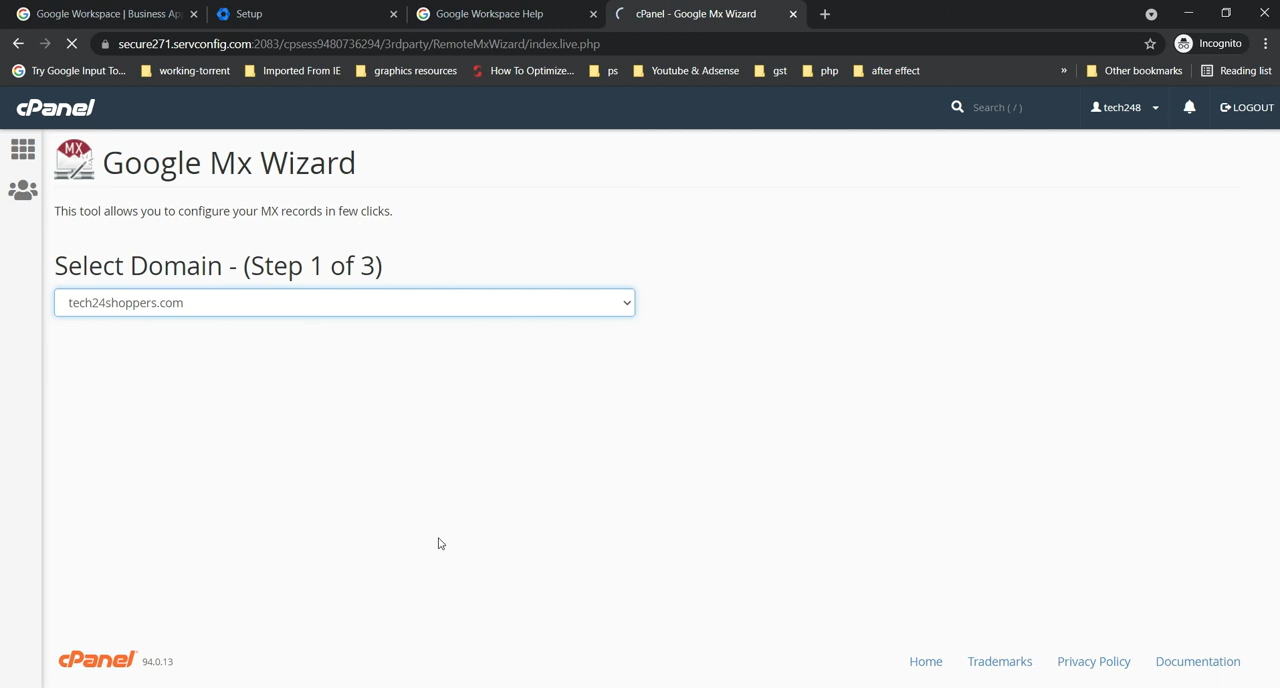 Google Workspace | Business Ap
Setup
Google Workspace Help
cPanel - Google Mx Wizard
secure271.servconfig.com:2083/cpsess9480736294/3rdparty/RemoteMxWizard/index.live.php
Incognito
Try Google Input To...
working-torrent
Imported From IE
graphics resources
How To Optimize...
ps
Youtube & Adsense
gst
php
after effect
»
Other bookmarks
Reading list
cPanel
Search ( / )
tech248
LOGOUT
MX
Google Mx Wizard
This tool allows you to configure your MX records in few clicks.
Select Domain - (Step 1 of 3)
tech24shoppers.com
cPanel
94.0.13
Home
Trademarks
Privacy Policy
Documentation